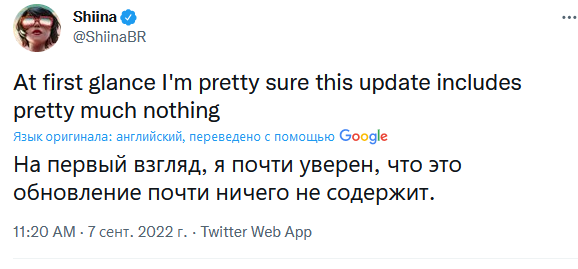 Shiina
@ShiinaBR
At first glance I'm pretty sure this update includes
pretty much nothing
Язык оригинала: английский, переведено с помощью Google
На первый взгляд, я почти уверен, что это
обновление почти ничего не содержит.
11:20 AM · 7 сент. 2022 г. · Twitter Web App